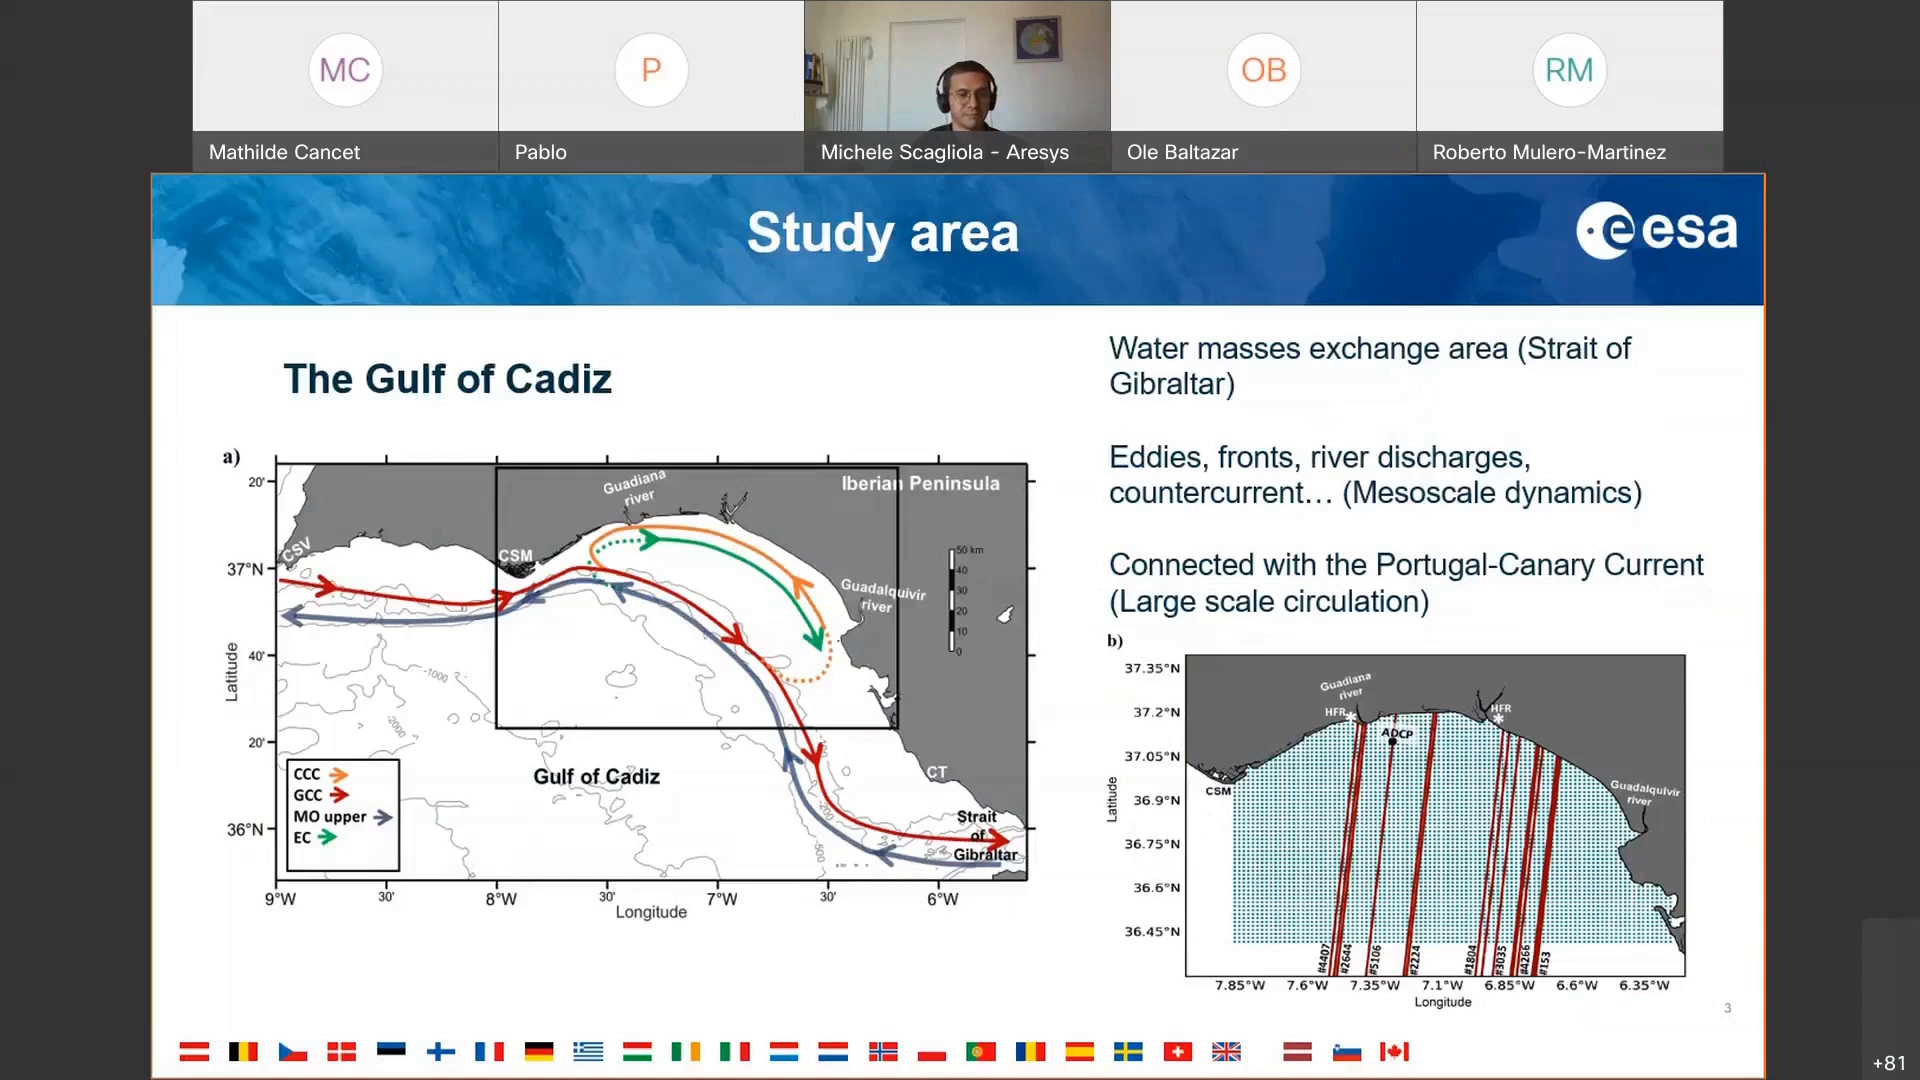 MC
P
OB
RM
Mathilde Cancet
Pablo
Michele Scagliola - Aresys
Ole Baltazar
Roberto Mulero-Martinez
Study area
esa
The Gulf of Cadiz
Water masses exchange area (Strait of
Gibraltar)
Eddies, fronts, river discharges,
countercurrent… (Mesoscale dynamics)
Connected with the Portugal-Canary Current
(Large scale circulation)
a)
20'
37°N
40'
20'
36°N
Latitude
9°W
30'
8°W
30'
7°W
30'
6°W
Longitude
CSV
CSM
Guadiana
river
Iberian Peninsula
50 km
40
30
20
10
0
Guadalquivir
river
-1000
-2000
-200
-500
Gulf of Cadiz
CT
Strait
of
Gibraltar
CCC
GCC
MO upper
EC
b)
37.35°N
37.2°N
37.05°N
36.9°N
36.75°N
36.6°N
36.45°N
Latitude
Guadiana
river
HFR
HFR
ADCP
CSM
Guadalquivir
river
#4407
#2644
#5106
#2224
#1804
#3035
#4266
#153
7.85°W
7.6°W
7.35°W
7.1°W
6.85°W
6.6°W
6.35°W
Longitude
3
+81